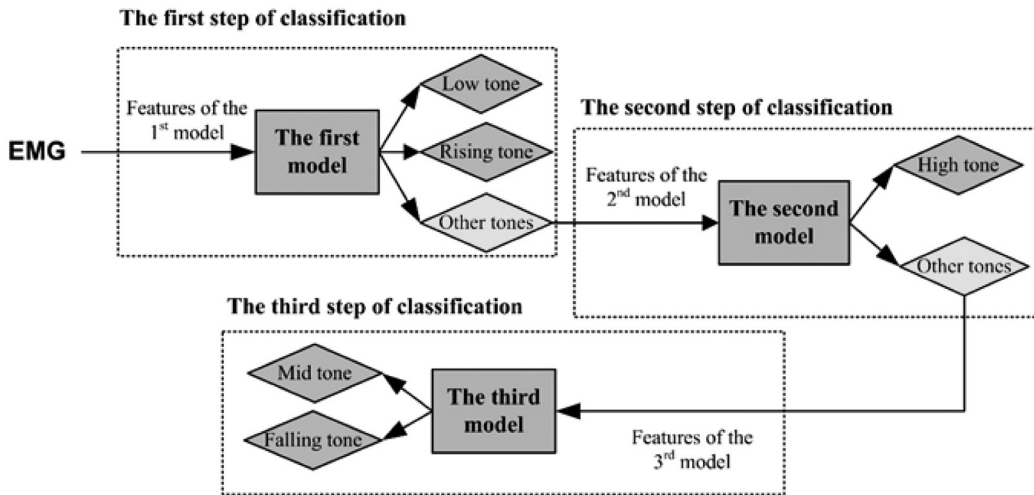 The first step of classification
EMG
Features of the
1st model
The first
model
Low tone
Rising tone
Other tones
The second step of classification
Features of the
2nd model
The second
model
High tone
Other tones
The third step of classification
Mid tone
Falling tone
The third
model
Features of the
3rd model